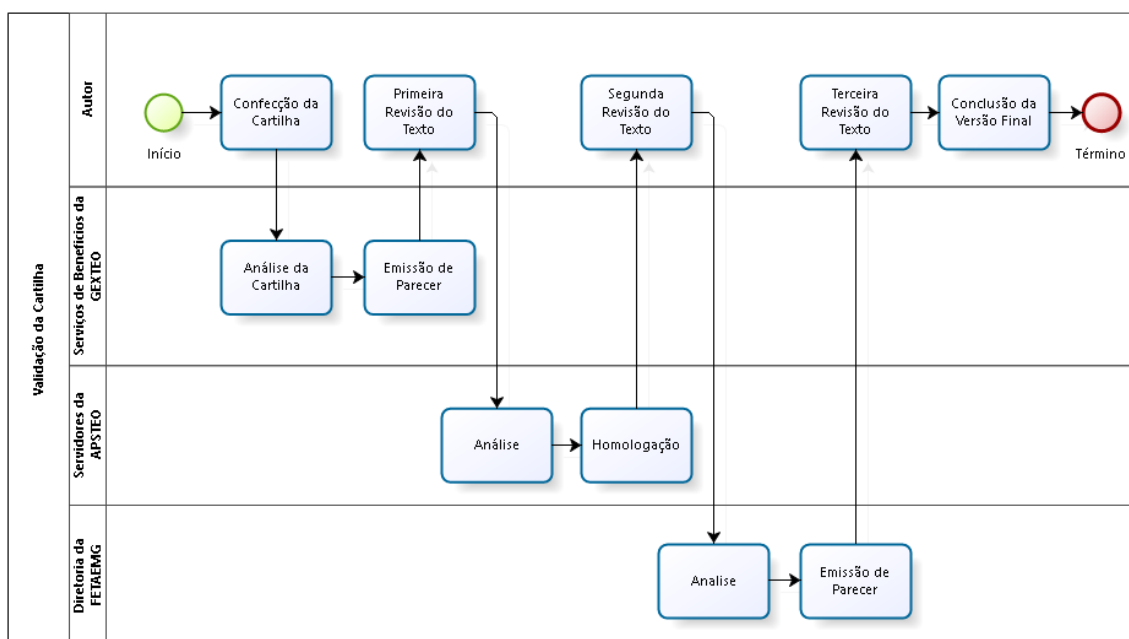 Validação da Cartilha
Autor
Início
Confecção da
Cartilha
Primeira
Revisão do
Texto
Segunda
Revisão do
Texto
Terceira
Revisão do
Texto
Conclusão da
Versão Final
Término
Serviços de Benefícios da
GEXTEO
Análise da
Cartilha
Emissão de
Parecer
Servidores da
APSTEO
Análise
Homologação
Diretoria da
FETAEMG
Analise
Emissão de
Parecer